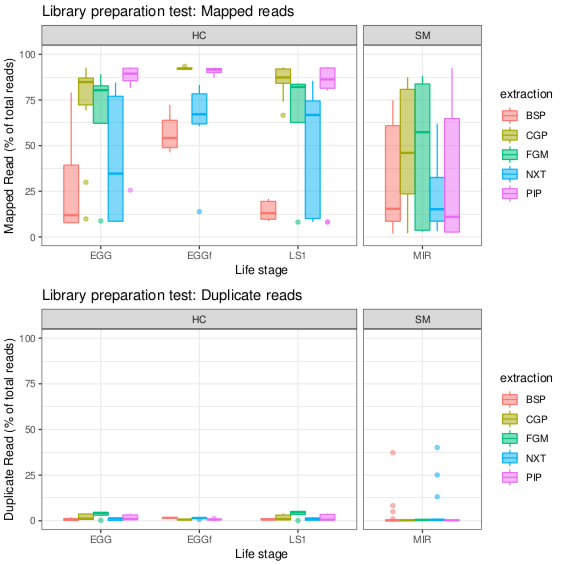 Library preparation test: Mapped reads
HC SM
Mapped Read (% of total reads)
100
75
50
25
0
EGG EGGf LS1 MIR
Life stage
extraction
BSP
CGP
FGM
NXT
PIP
Library preparation test: Duplicate reads
HC SM
Duplicate Read (% of total reads)
100
75
50
25
0
EGG EGGf LS1 MIR
Life stage
extraction
BSP
CGP
FGM
NXT
PIP